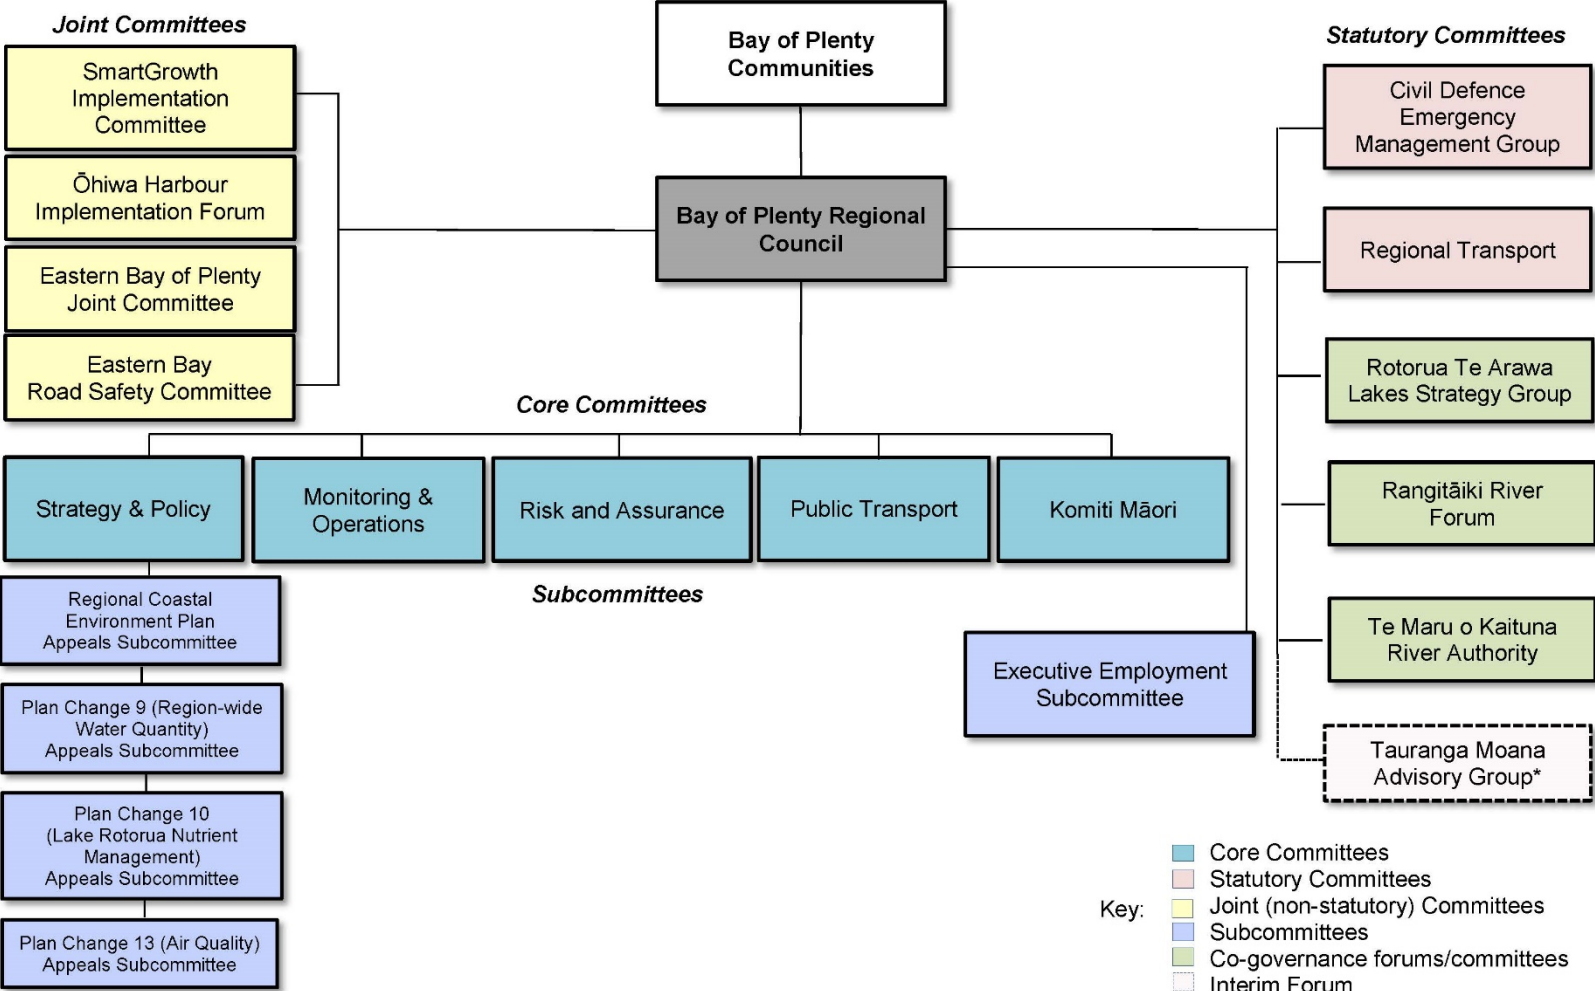 Joint Committees
SmartGrowth
Implementation
Committee
Ōhiwa Harbour
Implementation Forum
Eastern Bay of Plenty
Joint Committee
Eastern Bay
Road Safety Committee
Bay of Plenty
Communities
Bay of Plenty Regional
Council
Statutory Committees
Civil Defence
Emergency
Management Group
Regional Transport
Rotorua Te Arawa
Lakes Strategy Group
Rangitāiki River
Forum
Te Maru o Kaituna
River Authority
Tauranga Moana
Advisory Group*
Core Committees
Strategy & Policy
Monitoring &
Operations
Risk and Assurance
Public Transport
Komiti Māori
Subcommittees
Regional Coastal
Environment Plan
Appeals Subcommittee
Plan Change 9 (Region-wide
Water Quantity)
Appeals Subcommittee
Plan Change 10
(Lake Rotorua Nutrient
Management)
Appeals Subcommittee
Plan Change 13 (Air Quality)
Appeals Subcommittee
Executive Employment
Subcommittee
Key:
Core Committees
Statutory Committees
Joint (non-statutory) Committees
Subcommittees
Co-governance forums/committees
Interim Forum